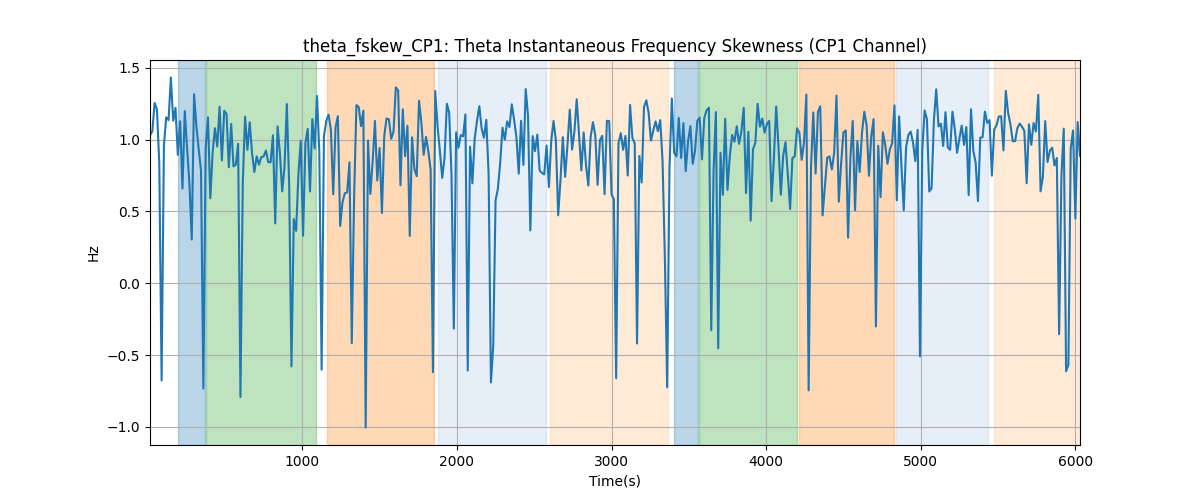 theta_fskew_CP1: Theta Instantaneous Frequency Skewness (CP1 Channel)
1.5
1.0
0.5
0.0
−0.5
−1.0
Hz
1000 2000 3000 4000 5000 6000
Time(s)